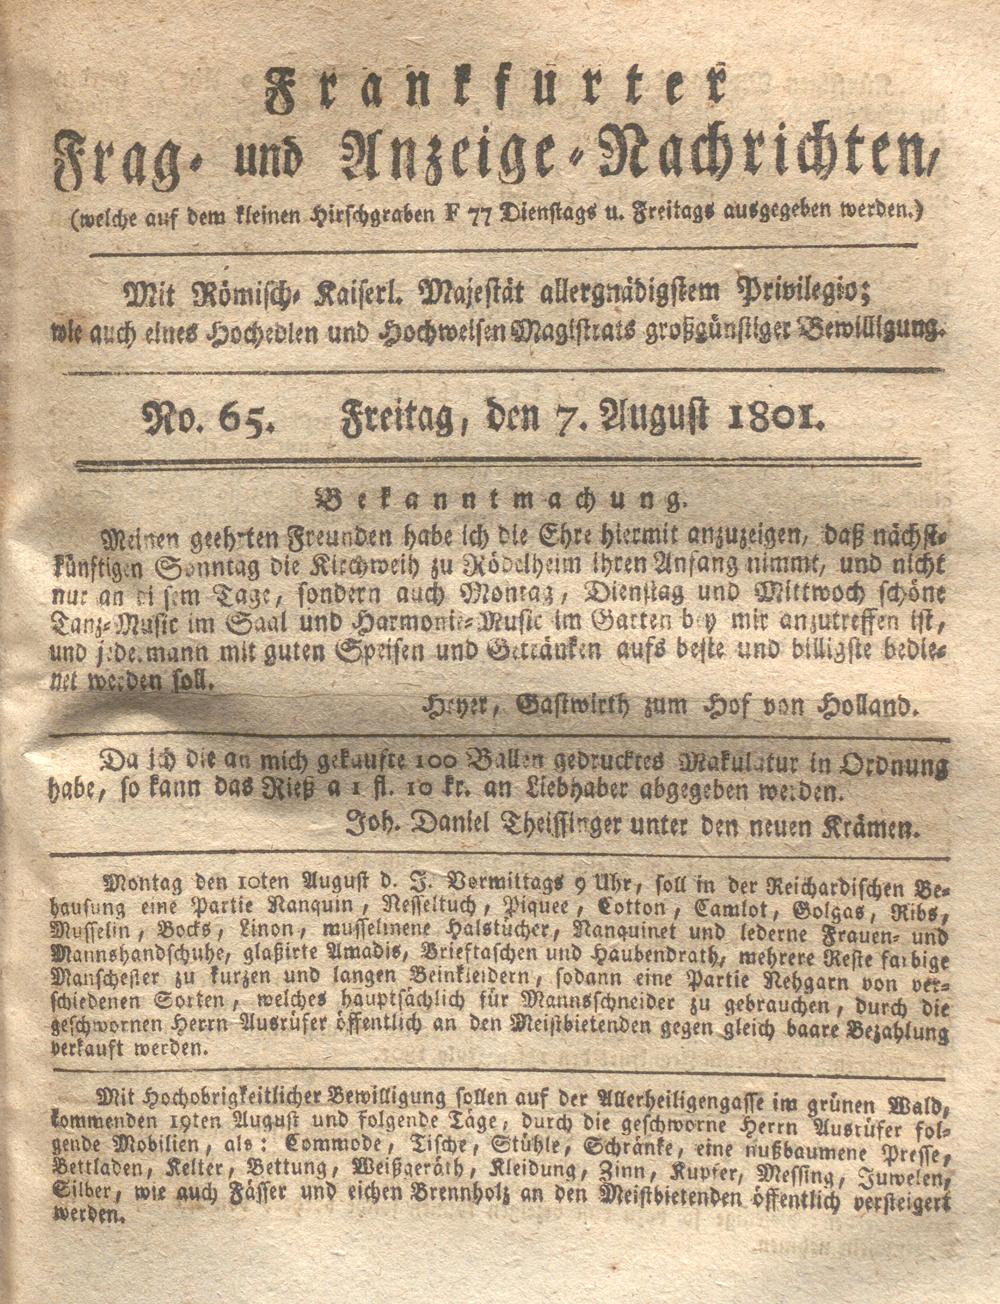 Frankfurter
Frag- und Anzeige-Nachrichten,
(welche auf dem kleinen Hirschgraben F 77 Dienstags u. Freitags ausgegeben werden.)
Mit Römisch- Kaiserl. Majestät allergnädigstem Privilegio;
wie auch eines Hochedlen und Hochweisen Magistrats großgünstiger Bewilligung.
No. 65. Freitag, den 7. August 1801.
Bekanntmachung.
Meinen geehrten Freunden habe ich die Ehre hiermit anzuzeigen, daß nächst-
künftigen Sonntag die Kirchweih zu Rödelheim ihren Anfang nimmt, und nicht
nur an diesem Tage, sondern auch Montag, Dienstag und Mittwoch schöne
Tanz-Music im Saal und Harmonie-Music im Garten bey mir anzutreffen ist,
und jedermann mit guten Speisen und Getränken aufs beste und billigste bedie-
net werden soll.
Heyer, Gastwirth zum Hof von Holland.
Da ich die an mich gekaufte 100 Ballen gedrucktes Makulatur in Ordnung
habe, so kann das Rieß a 1 fl. 10 kr. an Liebhaber abgegeben werden.
Joh. Daniel Theissinger unter den neuen Krämen.
Montag den 10ten August d. J. Vormittags 9 Uhr, soll in der Reichardischen Be-
hausung eine Partie Nanquin, Nesseltuch, Piquee, Cotton, Camlot, Golgas, Ribs,
Musselin, Bocks, Linon, musselinene Halstücher, Nanquinet und lederne Frauen- und
Mannshandschuhe, glaßirte Amadis, Brieftaschen und Haubendrath, mehrere Reste farbige
Manschester zu kurzen und langen Beinkleidern, sodann eine Partie Nehgarn von ver-
schiedenen Sorten, welches hauptsächlich für Mannsschneider zu gebrauchen, durch die
geschwornen Herrn Ausrüfer öffentlich an den Meistbietenden gegen gleich baare Bezahlung
verkauft werden.
Mit Hochobrigkeitlicher Bewilligung sollen auf der Allerheiligengasse im grünen Wald,
kommenden 19ten August und folgende Täge, durch die geschworne Herrn Ausrüfer fol-
gende Mobilien, als: Commode, Tische, Stühle, Schränke, eine nußbaumene Presse,
Bettladen, Kelter, Bettung, Weißgeräth, Kleidung, Zinn, Kupfer, Messing, Juwelen,
Silber, wie auch Fässer und eichen Brennholz an den Meistbietenden öffentlich versteigert
werden.